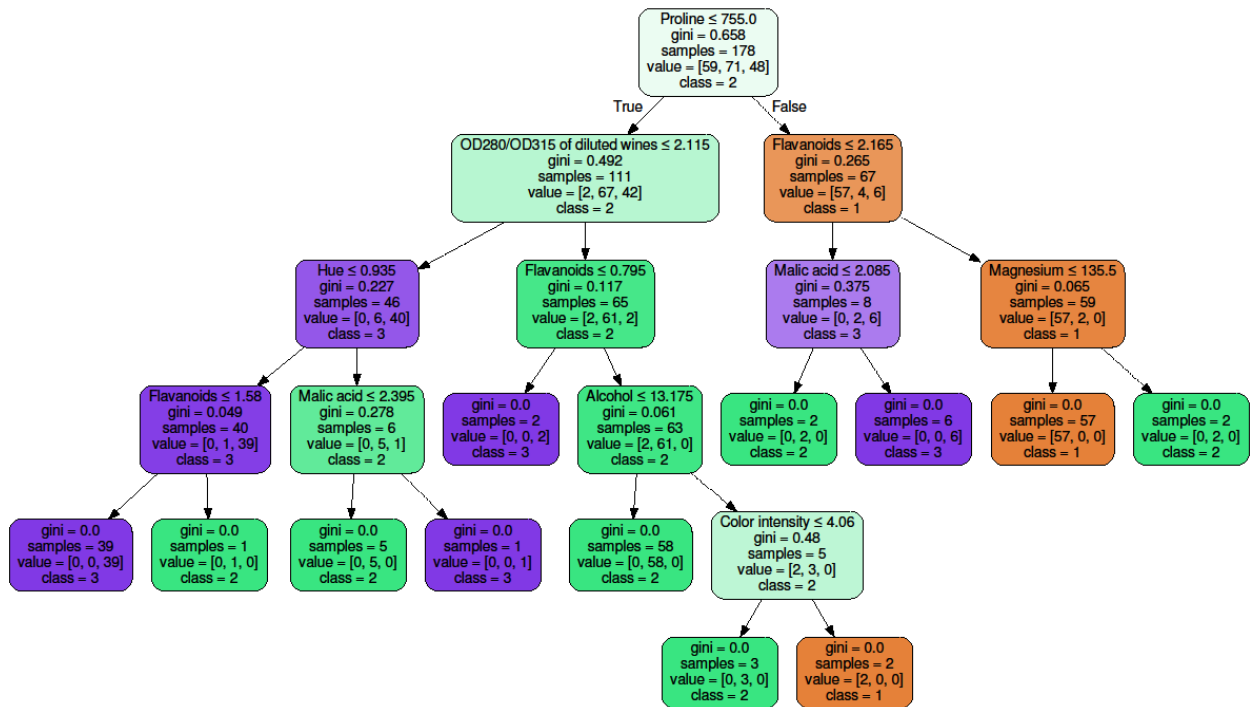 Proline ≤ 755.0
gini = 0.658
samples = 178
value = [59, 71, 48]
class = 2
True
False
OD280/OD315 of diluted wines ≤ 2.115
gini = 0.492
samples = 111
value = [2, 67, 42]
class = 2
Flavanoids ≤ 2.165
gini = 0.265
samples = 67
value = [57, 4, 6]
class = 1
Hue ≤ 0.935
gini = 0.227
samples = 46
value = [0, 6, 40]
class = 3
Flavanoids ≤ 0.795
gini = 0.117
samples = 65
value = [2, 61, 2]
class = 2
Malic acid ≤ 2.085
gini = 0.375
samples = 8
value = [0, 2, 6]
class = 3
Magnesium ≤ 135.5
gini = 0.065
samples = 59
value = [57, 2, 0]
class = 1
Flavanoids ≤ 1.58
gini = 0.049
samples = 40
value = [0, 1, 39]
class = 3
Malic acid ≤ 2.395
gini = 0.278
samples = 6
value = [0, 5, 1]
class = 2
gini = 0.0
samples = 2
value = [0, 0, 2]
class = 3
Alcohol ≤ 13.175
gini = 0.061
samples = 63
value = [2, 61, 0]
class = 2
gini = 0.0
samples = 2
value = [0, 2, 0]
class = 2
gini = 0.0
samples = 6
value = [0, 0, 6]
class = 3
gini = 0.0
samples = 57
value = [57, 0, 0]
class = 1
gini = 0.0
samples = 2
value = [0, 2, 0]
class = 2
gini = 0.0
samples = 39
value = [0, 0, 39]
class = 3
gini = 0.0
samples = 1
value = [0, 1, 0]
class = 2
gini = 0.0
samples = 5
value = [0, 5, 0]
class = 2
gini = 0.0
samples = 1
value = [0, 0, 1]
class = 3
gini = 0.0
samples = 58
value = [0, 58, 0]
class = 2
Color intensity ≤ 4.06
gini = 0.48
samples = 5
value = [2, 3, 0]
class = 2
gini = 0.0
samples = 3
value = [0, 3, 0]
class = 2
gini = 0.0
samples = 2
value = [2, 0, 0]
class = 1